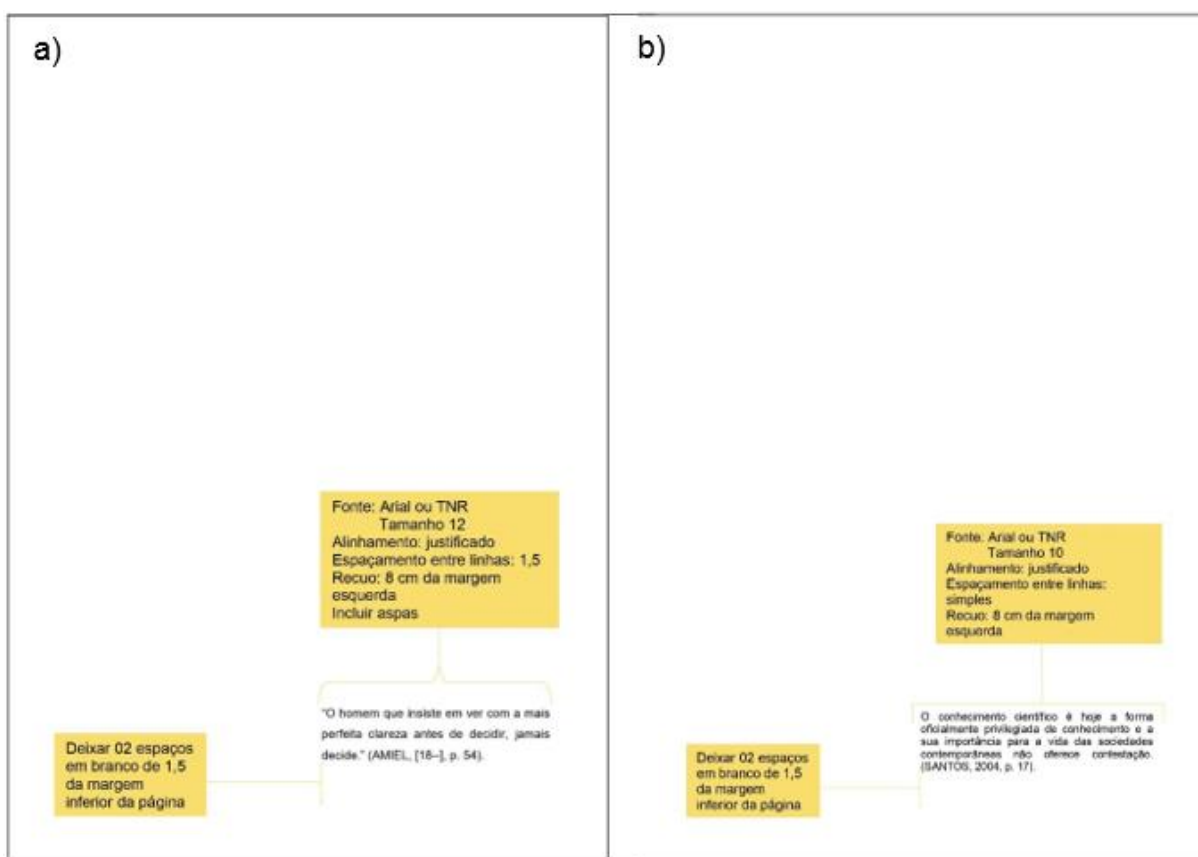 a)
Fonte: Arial ou TNR
Tamanho 12
Alinhamento: justificado
Espaçamento entre linhas: 1,5
Recuo: 8 cm da margem
esquerda
Incluir aspas
"O homem que insiste em ver com a mais
perfeita clareza antes de decidir, jamais
decide." (AMIEL, [18--], p. 54).
Deixar 02 espaços
em branco de 1,5
da margem
inferior da página
b)
Fonte. Arial ou TNR
Tamanho 10
Alinhamento: justificado
Espaçamento entre linhas:
simples
Recuo: 8 cm da margem
esquerda
O conhecimento científico é hoje a forma
oficialmente privilegiada de conhecimento e a
sua importância para a vida das sociedades
contemporâneas não oferece contestação.
(SANTOS, 2004, p. 17).
Deixar 02 espaços
em branco de 1,5
da margem
inferior da página